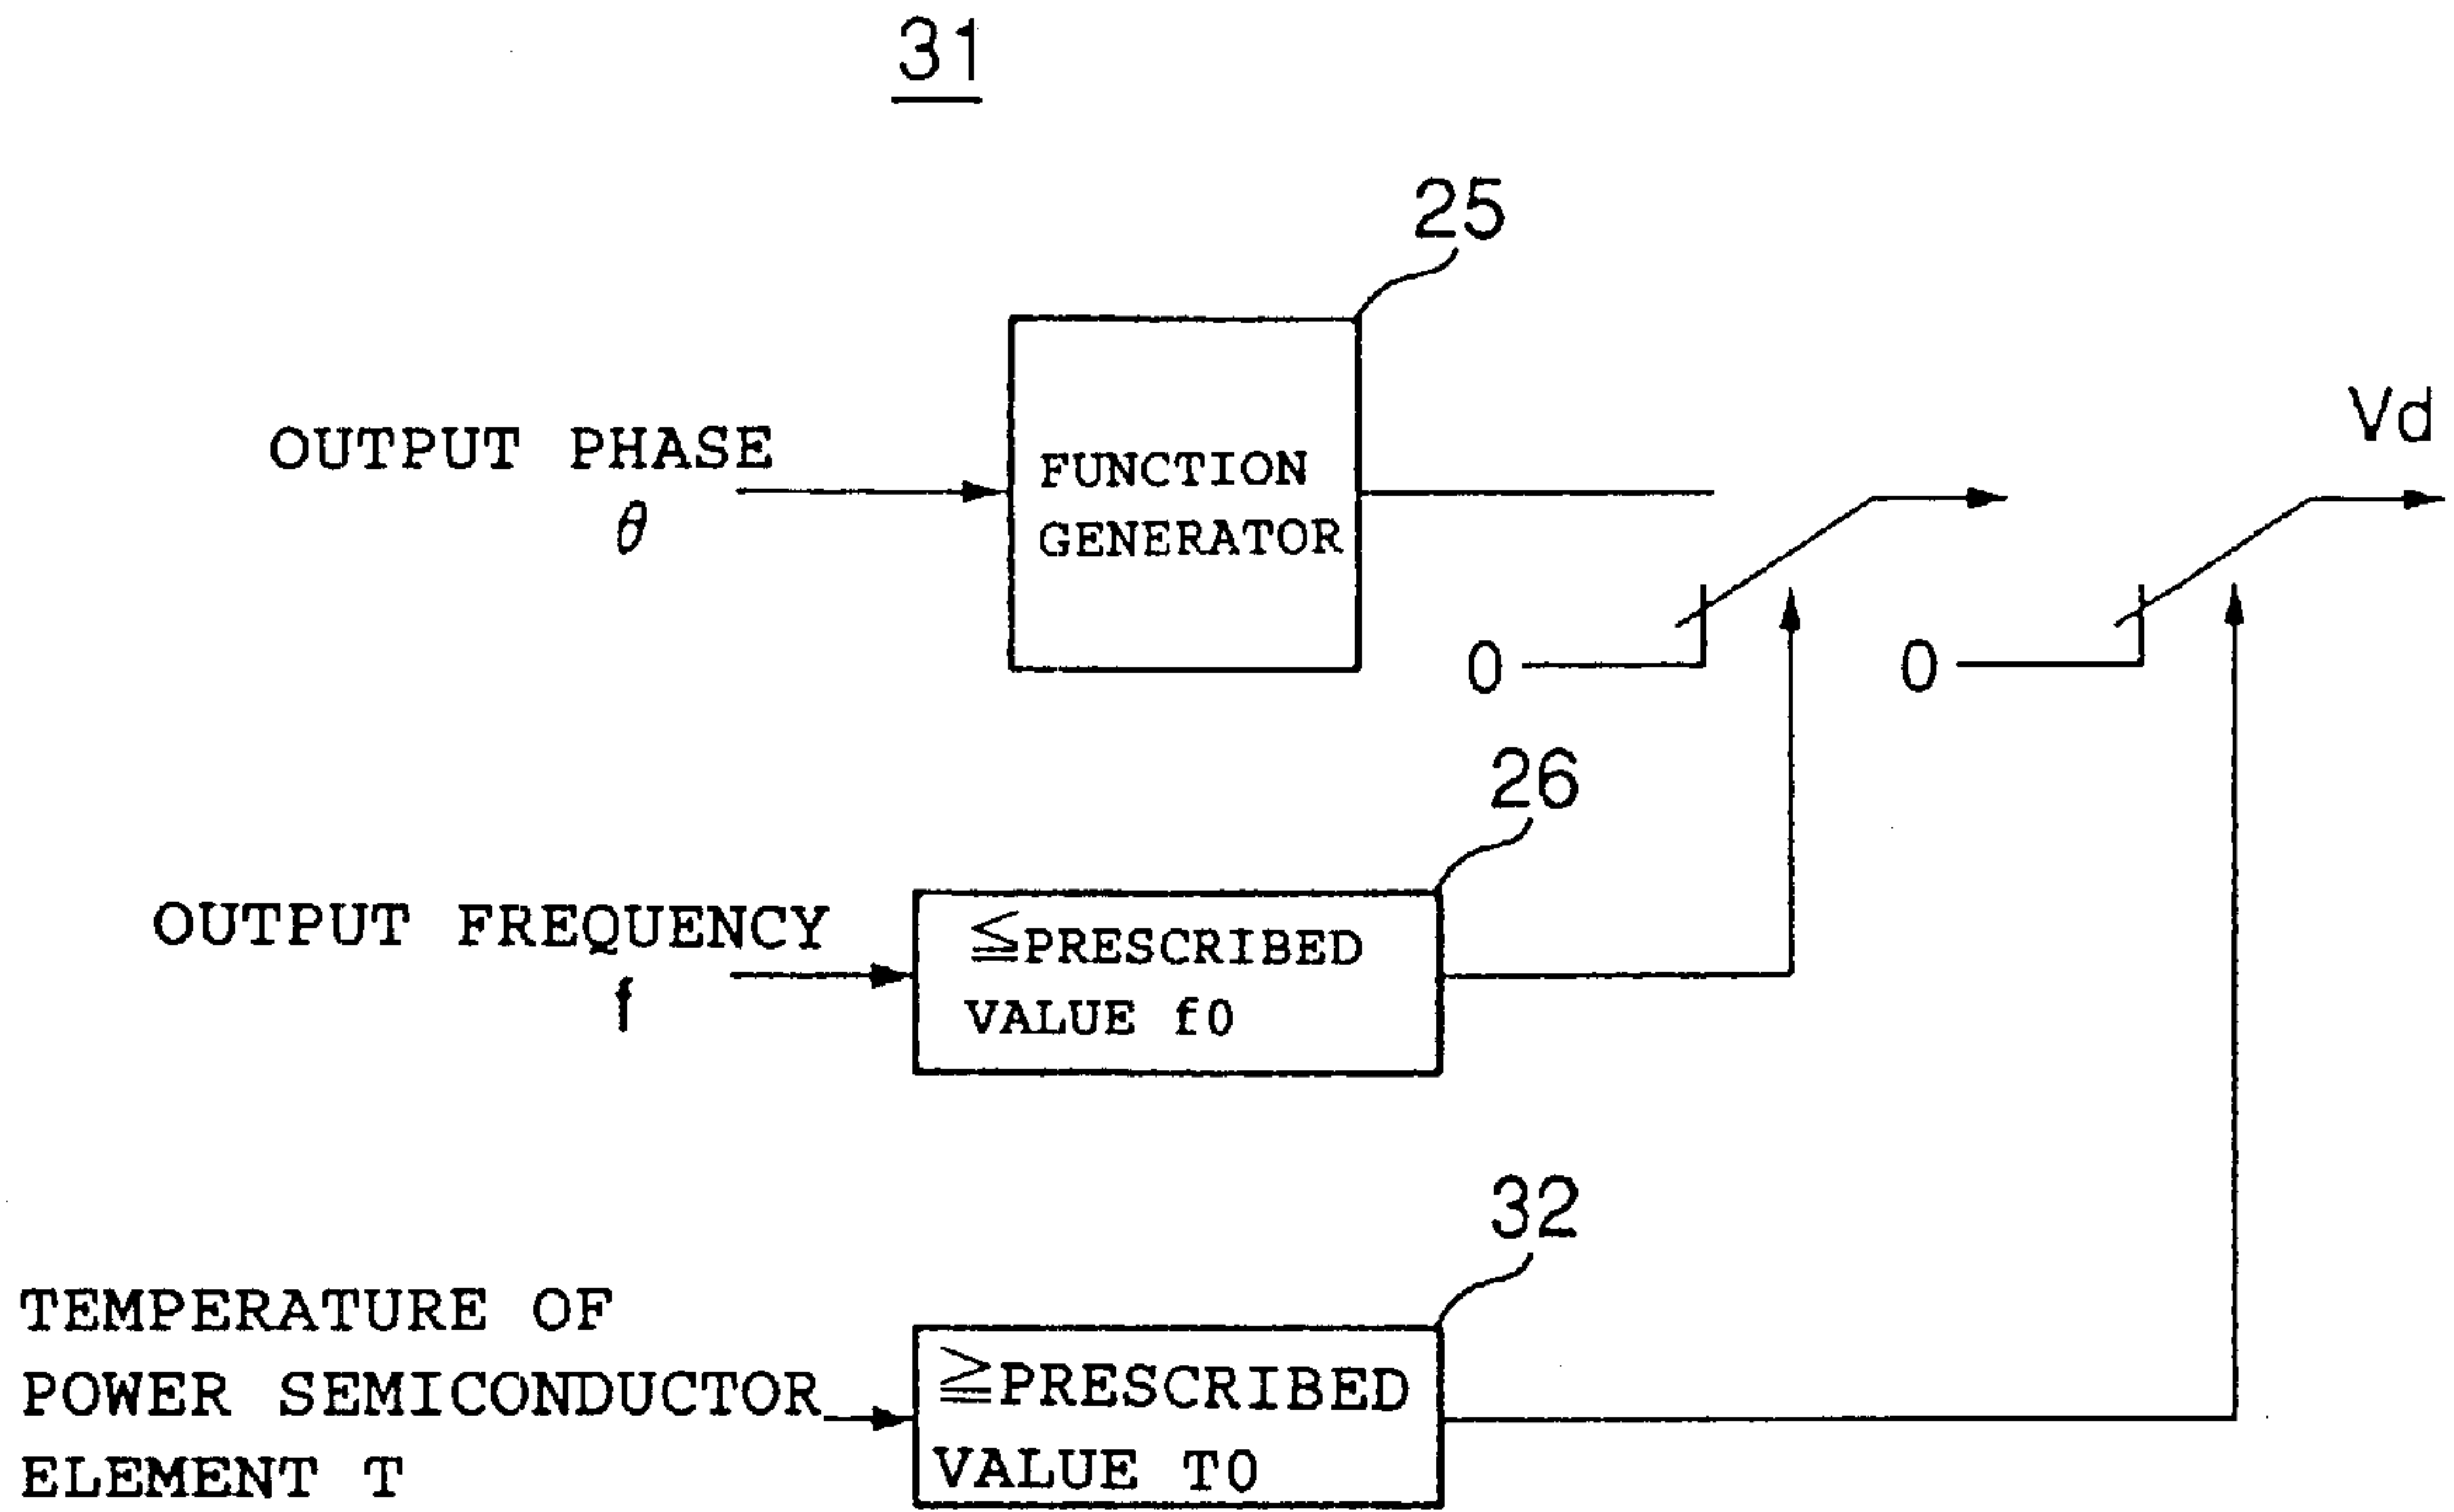 31
25
OUTPUT PHASE
θ
FUNCTION
GENERATOR
Vd
0
0
26
OUTPUT FREQUENCY
f
≦PRESCRIBED
VALUE f0
32
TEMPERATURE OF
POWER SEMICONDUCTOR
ELEMENT T
≧PRESCRIBED
VALUE T0